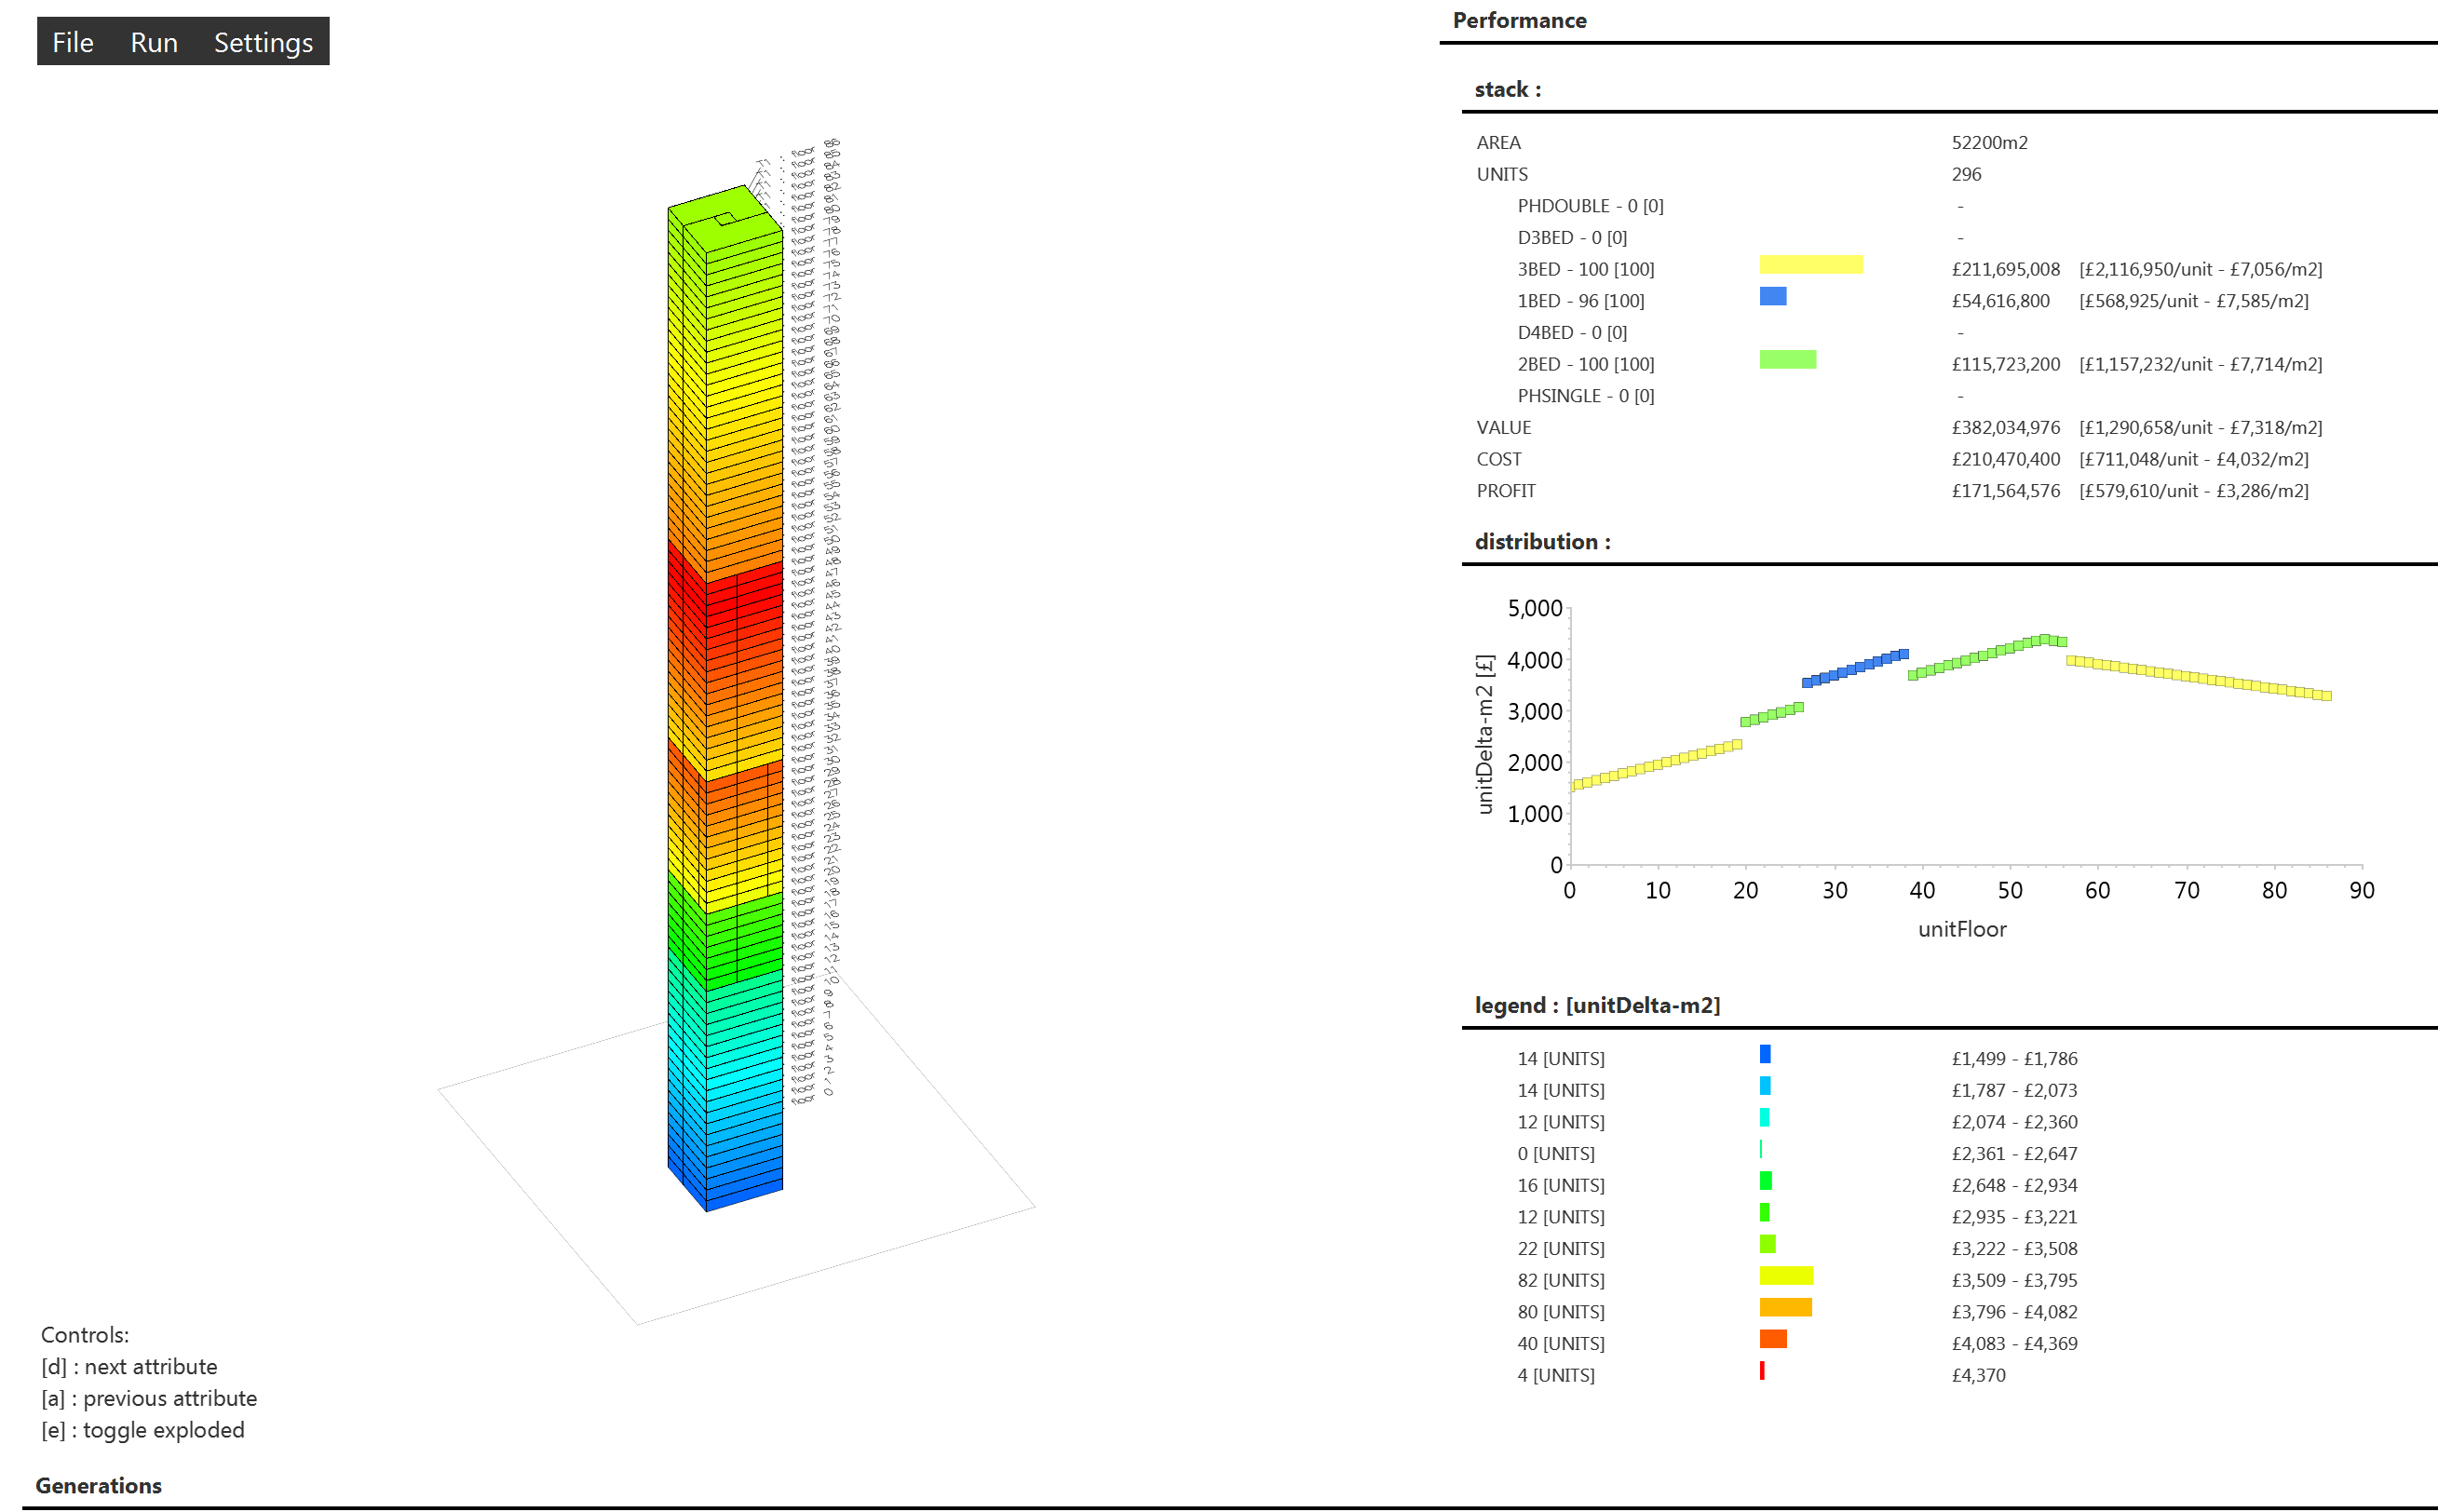 File Run Settings
Performance
stack :
AREA 52200m2
UNITS 296
PHDOUBLE - 0 [0] -
D3BED - 0 [0] -
3BED - 100 [100] £211,695,008 [£2,116,950/unit - £7,056/m2]
1BED - 96 [100] £54,616,800 [£568,925/unit - £7,585/m2]
D4BED - 0 [0] -
2BED - 100 [100] £115,723,200 [£1,157,232/unit - £7,714/m2]
PHSINGLE - 0 [0] -
VALUE £382,034,976 [£1,290,658/unit - £7,318/m2]
COST £210,470,400 [£711,048/unit - £4,032/m2]
PROFIT £171,564,576 [£579,610/unit - £3,286/m2]
distribution :
5,000
4,000
3,000
2,000
1,000
0
unitDelta-m2 [£]
0 10 20 30 40 50 60 70 80 90
unitFloor
legend : [unitDelta-m2]
14 [UNITS] £1,499 - £1,786
14 [UNITS] £1,787 - £2,073
12 [UNITS] £2,074 - £2,360
0 [UNITS] £2,361 - £2,647
16 [UNITS] £2,648 - £2,934
12 [UNITS] £2,935 - £3,221
22 [UNITS] £3,222 - £3,508
82 [UNITS] £3,509 - £3,795
80 [UNITS] £3,796 - £4,082
40 [UNITS] £4,083 - £4,369
4 [UNITS] £4,370
Controls:
[d] : next attribute
[a] : previous attribute
[e] : toggle exploded
Generations